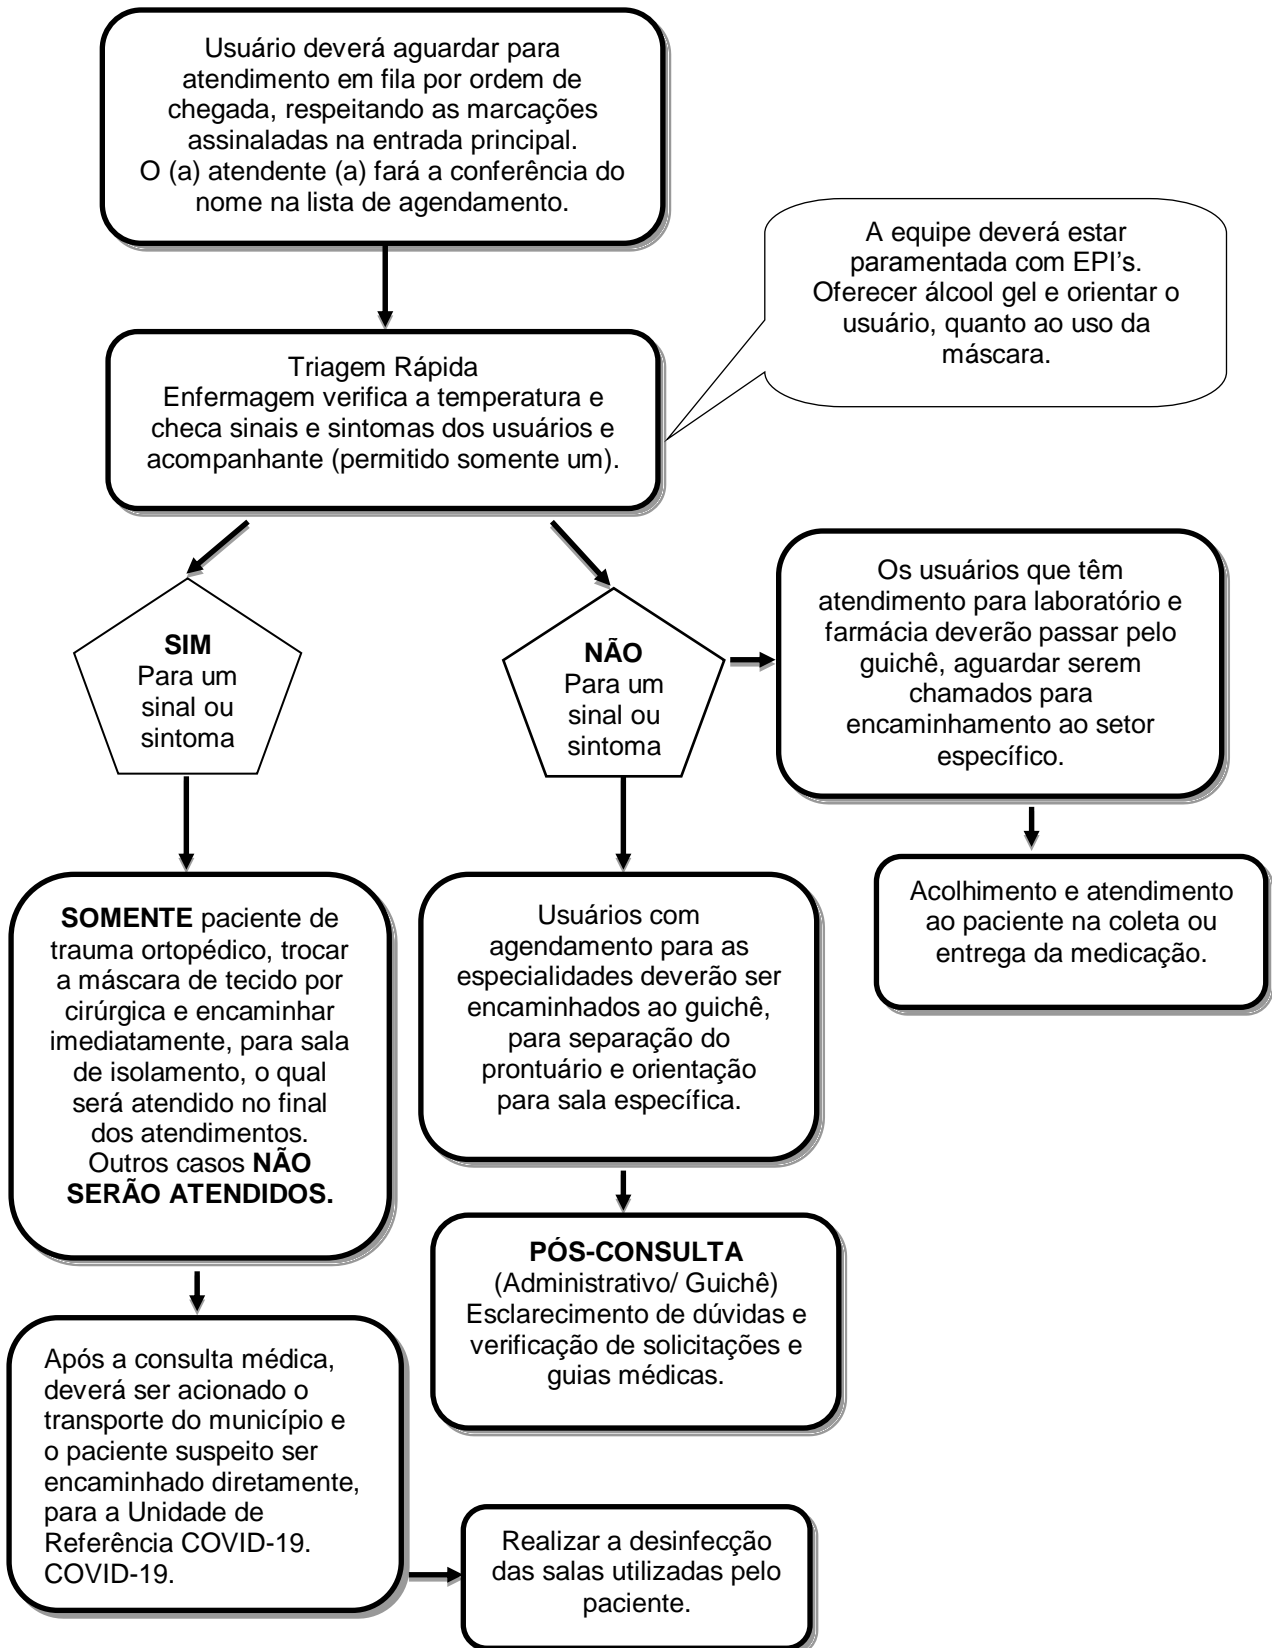 Usuário deverá aguardar para
atendimento em fila por ordem de
chegada, respeitando as marcações
assinaladas na entrada principal.
O (a) atendente (a) fará a conferência do
nome na lista de agendamento.
A equipe deverá estar
paramentada com EPI's.
Oferecer álcool gel e orientar o
usuário, quanto ao uso da
máscara.
Triagem Rápida
Enfermagem verifica a temperatura e
checa sinais e sintomas dos usuários e
acompanhante (permitido somente um).
SIM
Para um
sinal ou
sintoma
NÃO
Para um
sinal ou
sintoma
Os usuários que têm
atendimento para laboratório e
farmácia deverão passar pelo
guichê, aguardar serem
chamados para
encaminhamento ao setor
específico.
SOMENTE paciente de
trauma ortopédico, trocar
a máscara de tecido por
cirúrgica e encaminhar
imediatamente, para sala
de isolamento, o qual
será atendido no final
dos atendimentos.
Outros casos NÃO
SERÃO ATENDIDOS.
Usuários com
agendamento para as
especialidades deverão ser
encaminhados ao guichê,
para separação do
prontuário e orientação
para sala específica.
Acolhimento e atendimento
ao paciente na coleta ou
entrega da medicação.
PÓS-CONSULTA
(Administrativo/ Guichê)
Esclarecimento de dúvidas e
verificação de solicitações e
guias médicas.
Após a consulta médica,
deverá ser acionado o
transporte do município e
o paciente suspeito ser
encaminhado diretamente,
para a Unidade de
Referência COVID-19.
COVID-19.
Realizar a desinfecção
das salas utilizadas pelo
paciente.